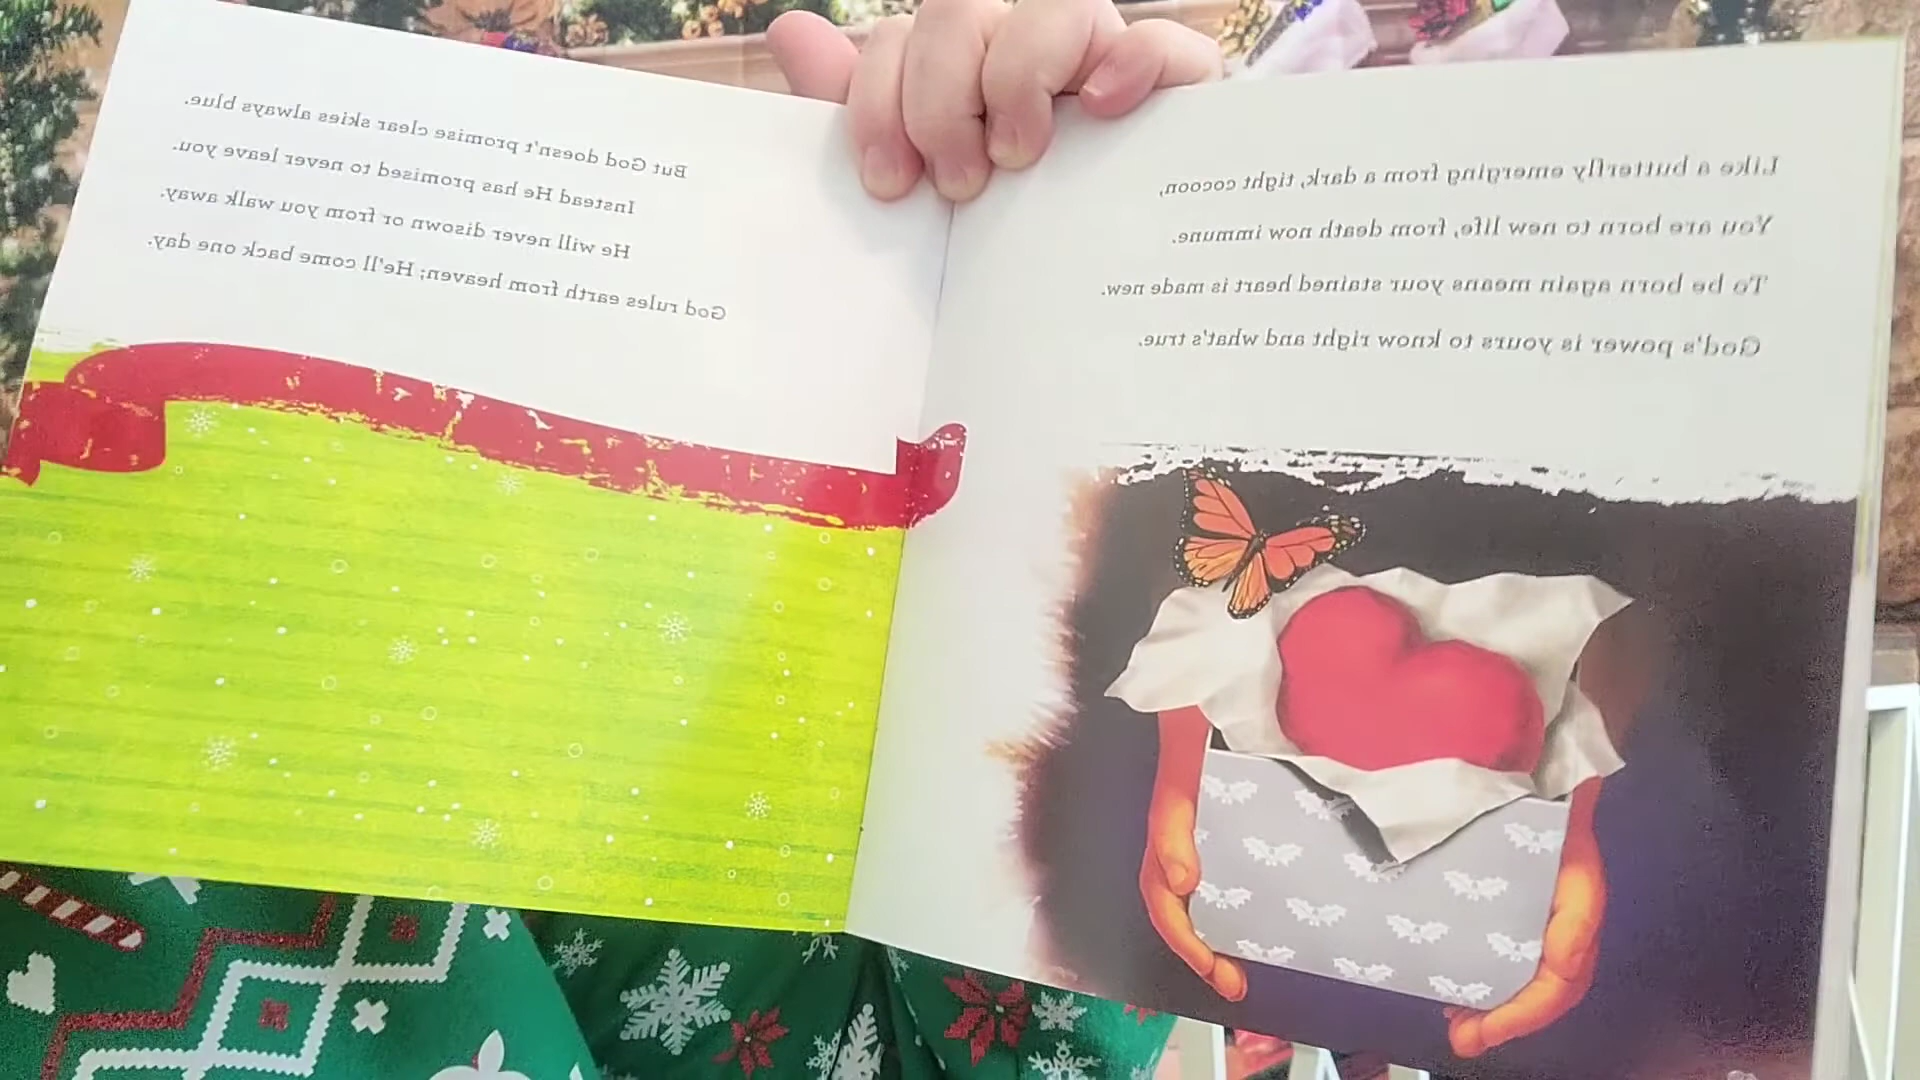 Like a butterfly emerging from a dark, tight cocoon,
You are born to new life, from death now immune.
To be born again means your stained heart is made new.
God's power is yours to know right and what's true.
But God doesn't promise clear skies always blue.
Instead He has promised to never leave you.
He will never disown or from you walk away.
God rules earth from heaven; He'll come back one day.